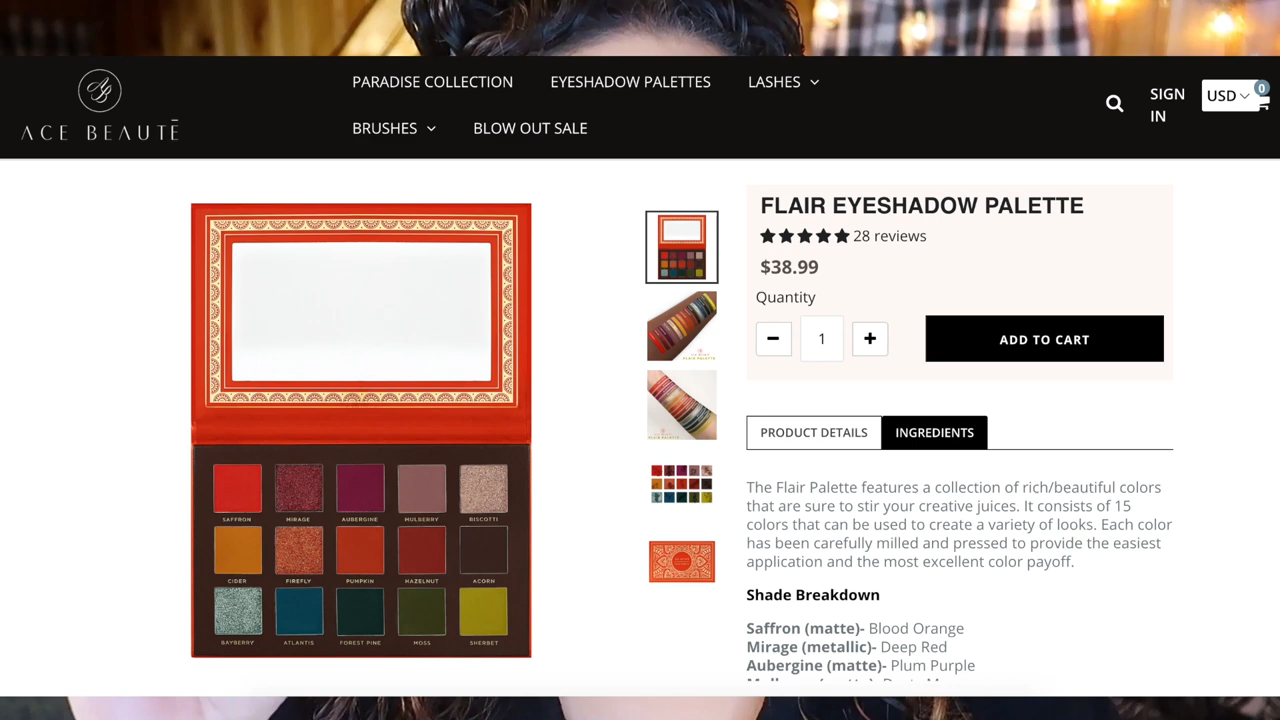 PARADISE COLLECTION EYESHADOW PALETTES LASHES
BRUSHES BLOW OUT SALE
ACE BEAUTĒ
SIGN IN
USD
0
FLAIR EYESHADOW PALETTE
28 reviews
$38.99
Quantity
1
ADD TO CART
PRODUCT DETAILS INGREDIENTS
The Flair Palette features a collection of rich/beautiful colors
that are sure to stir your creative juices. It consists of 15
colors that can be used to create a variety of looks. Each color
has been carefully milled and pressed to provide the easiest
application and the most excellent color payoff.
Shade Breakdown
Saffron (matte)- Blood Orange
Mirage (metallic)- Deep Red
Aubergine (matte)- Plum Purple
SAFFRON MIRAGE AUBERGINE MULBERRY BISCOTTI
CIDER FIREFLY PUMPKIN HAZELNUT ACORN
BAYBERRY ATLANTIS FOREST PINE MOSS SHERBET